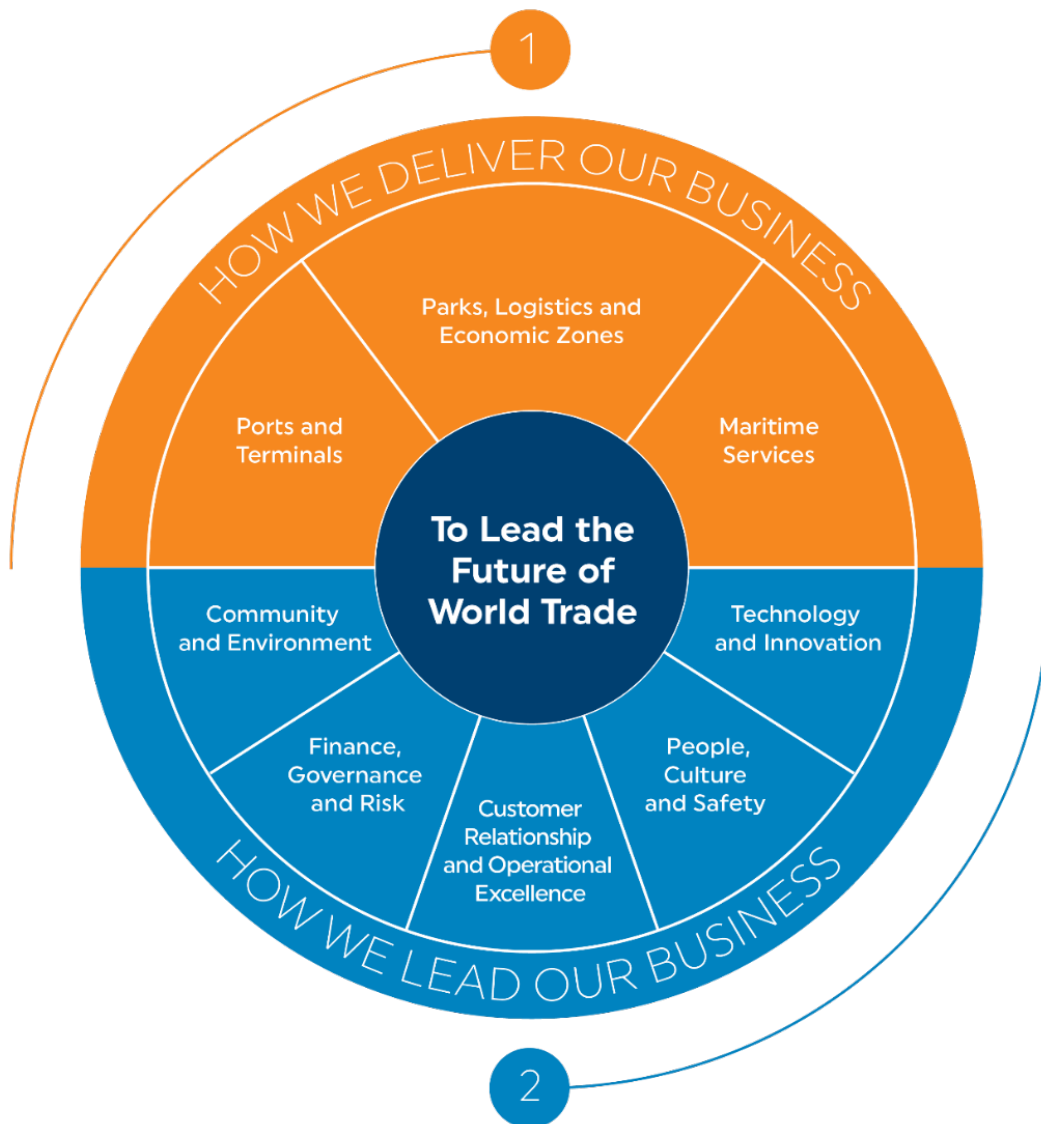 1
HOW WE DELIVER OUR BUSINESS
Parks, Logistics and
Economic Zones
Ports and
Terminals
Maritime
Services
To Lead the
Future of
World Trade
Community
and Environment
Technology
and Innovation
Finance,
Governance
and Risk
People,
Culture
and Safety
Customer
Relationship
and Operational
Excellence
HOW WE LEAD OUR BUSINESS
2